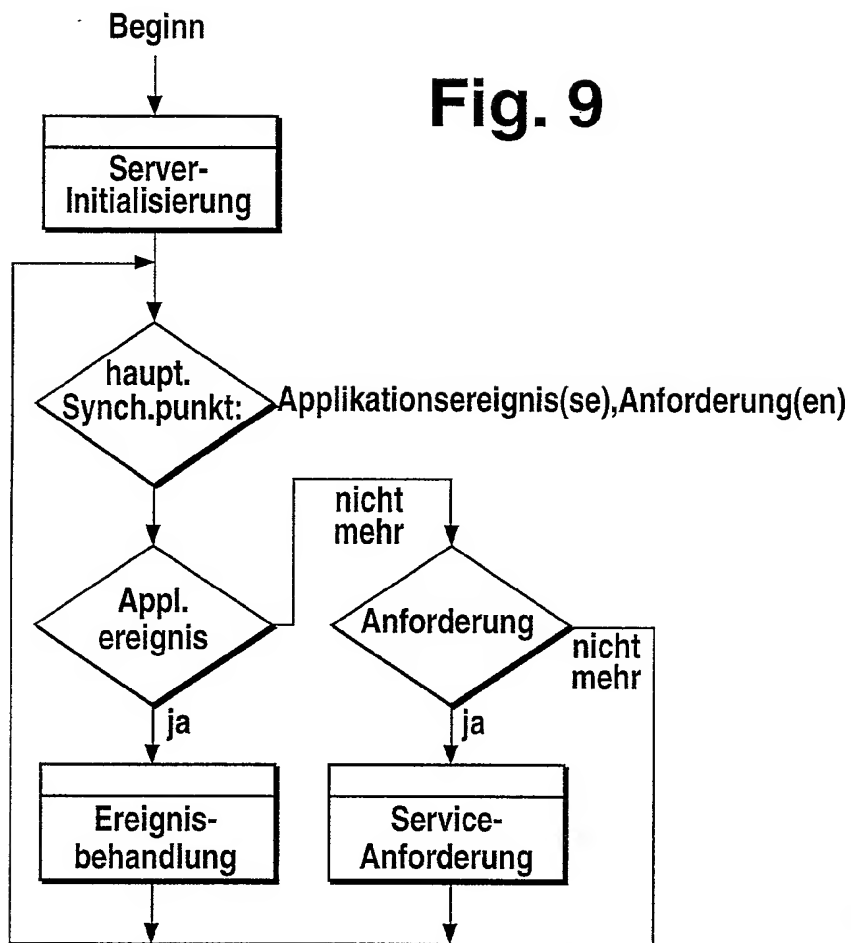 Beginn
Fig. 9
Server-
Initialisierung
haupt.
Synch.punkt:
Applikationsereignis(se),Anforderung(en)
nicht
mehr
Appl.
ereignis
Anforderung
nicht
mehr
ja
ja
Ereignis-
behandlung
Service-
Anforderung